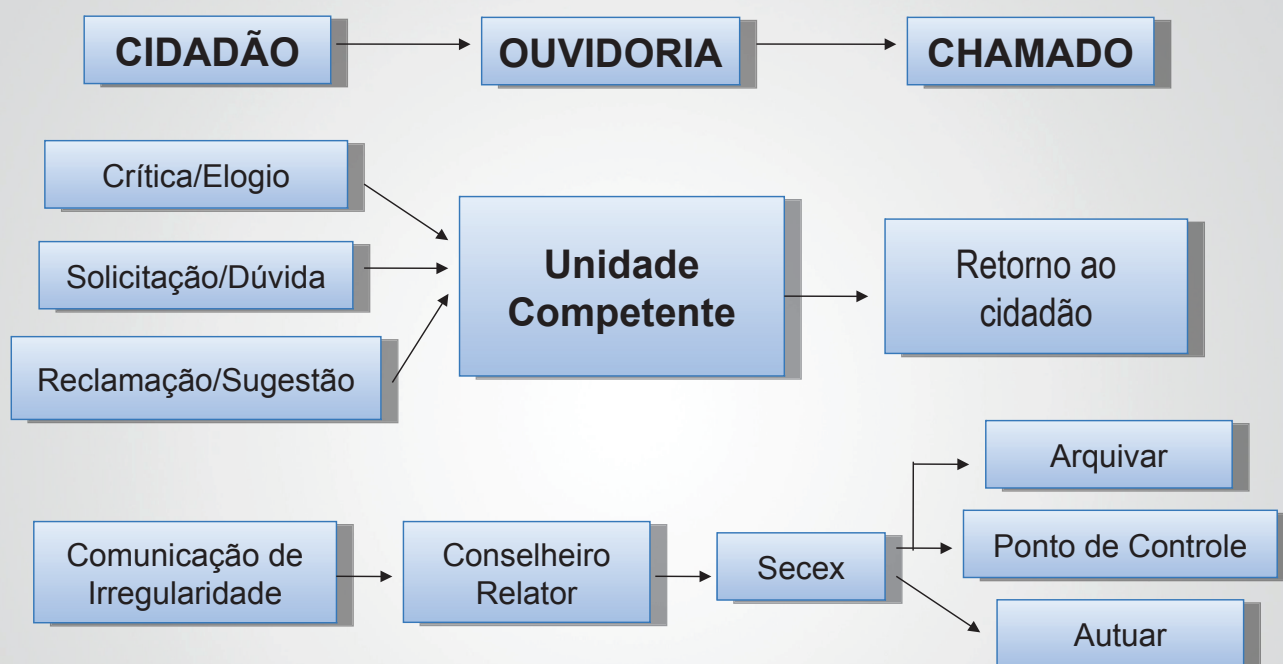 CIDADÃO
OUVIDORIA
CHAMADO
Crítica/Elogio
Solicitação/Dúvida
Reclamação/Sugestão
Unidade
Competente
Retorno ao
cidadão
Comunicação de
Irregularidade
Conselheiro
Relator
Secex
Arquivar
Ponto de Controle
Autuar